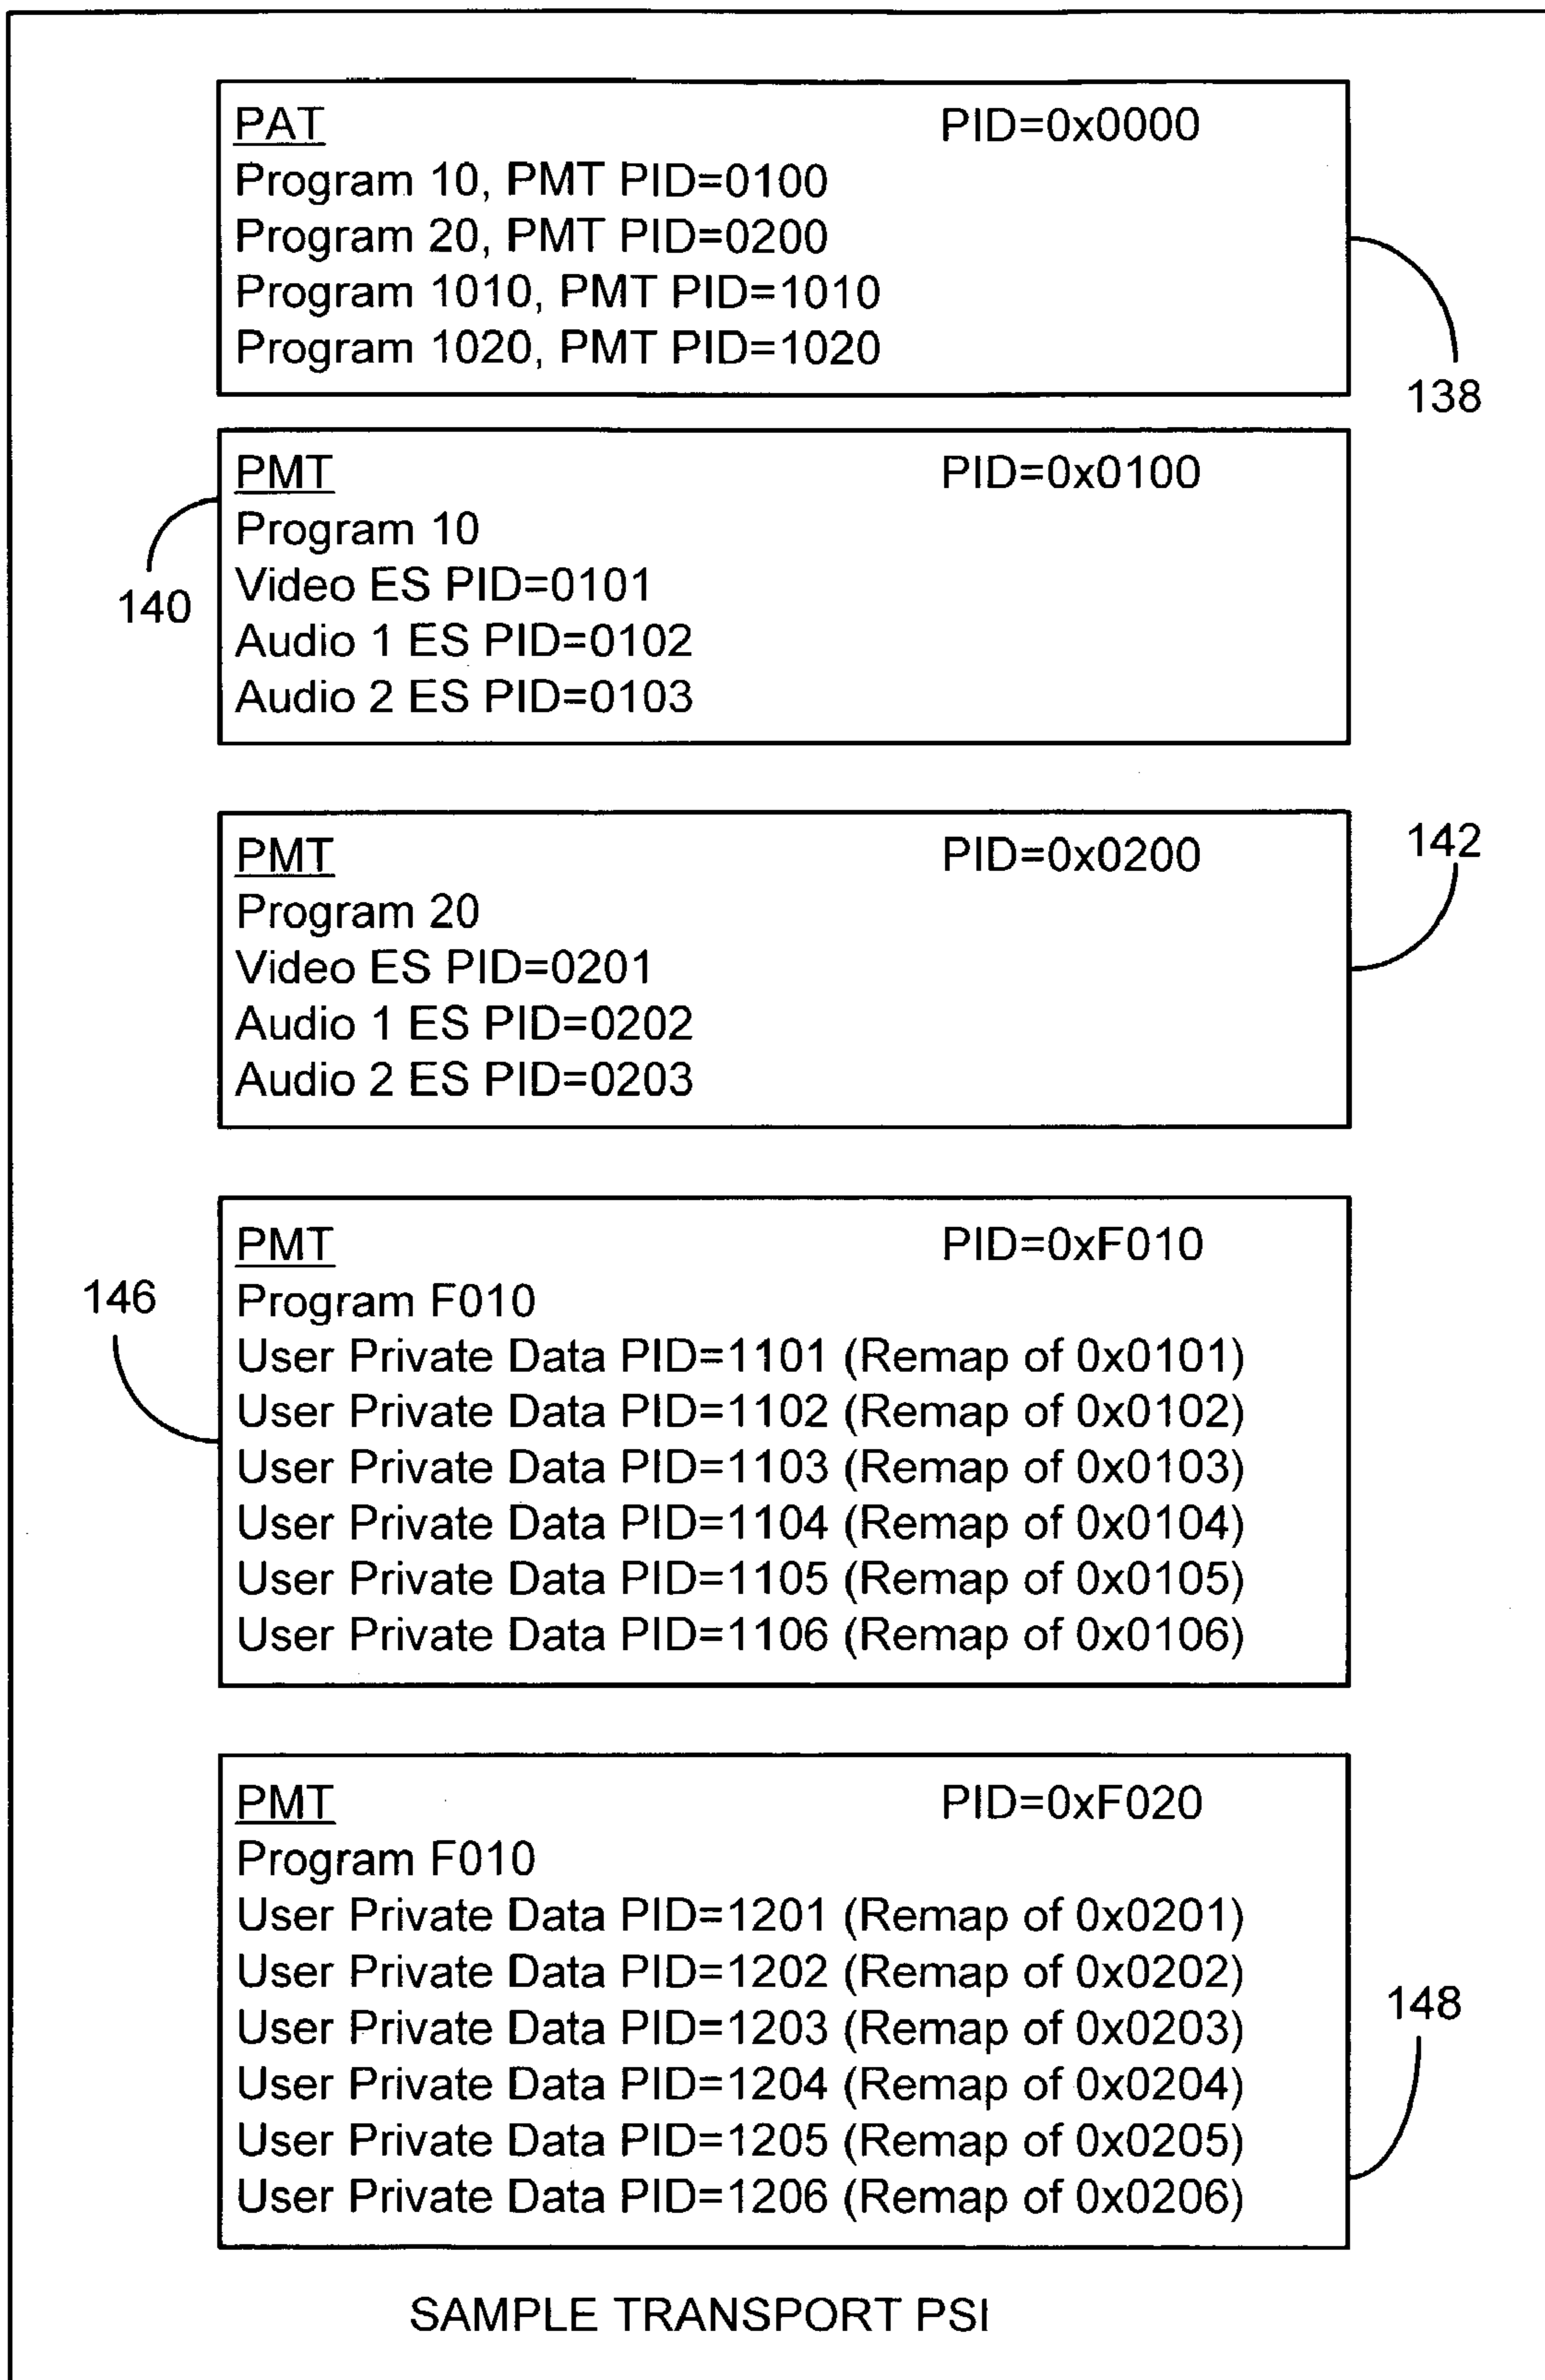 PAT PID=0x0000
Program 10, PMT PID=0100
Program 20, PMT PID=0200
Program 1010, PMT PID=1010
Program 1020, PMT PID=1020
138
PMT PID=0x0100
Program 10
Video ES PID=0101
Audio 1 ES PID=0102
Audio 2 ES PID=0103
140
PMT PID=0x0200
Program 20
Video ES PID=0201
Audio 1 ES PID=0202
Audio 2 ES PID=0203
142
PMT PID=0xF010
Program F010
User Private Data PID=1101 (Remap of 0x0101)
User Private Data PID=1102 (Remap of 0x0102)
User Private Data PID=1103 (Remap of 0x0103)
User Private Data PID=1104 (Remap of 0x0104)
User Private Data PID=1105 (Remap of 0x0105)
User Private Data PID=1106 (Remap of 0x0106)
146
PMT PID=0xF020
Program F010
User Private Data PID=1201 (Remap of 0x0201)
User Private Data PID=1202 (Remap of 0x0202)
User Private Data PID=1203 (Remap of 0x0203)
User Private Data PID=1204 (Remap of 0x0204)
User Private Data PID=1205 (Remap of 0x0205)
User Private Data PID=1206 (Remap of 0x0206)
148
SAMPLE TRANSPORT PSI